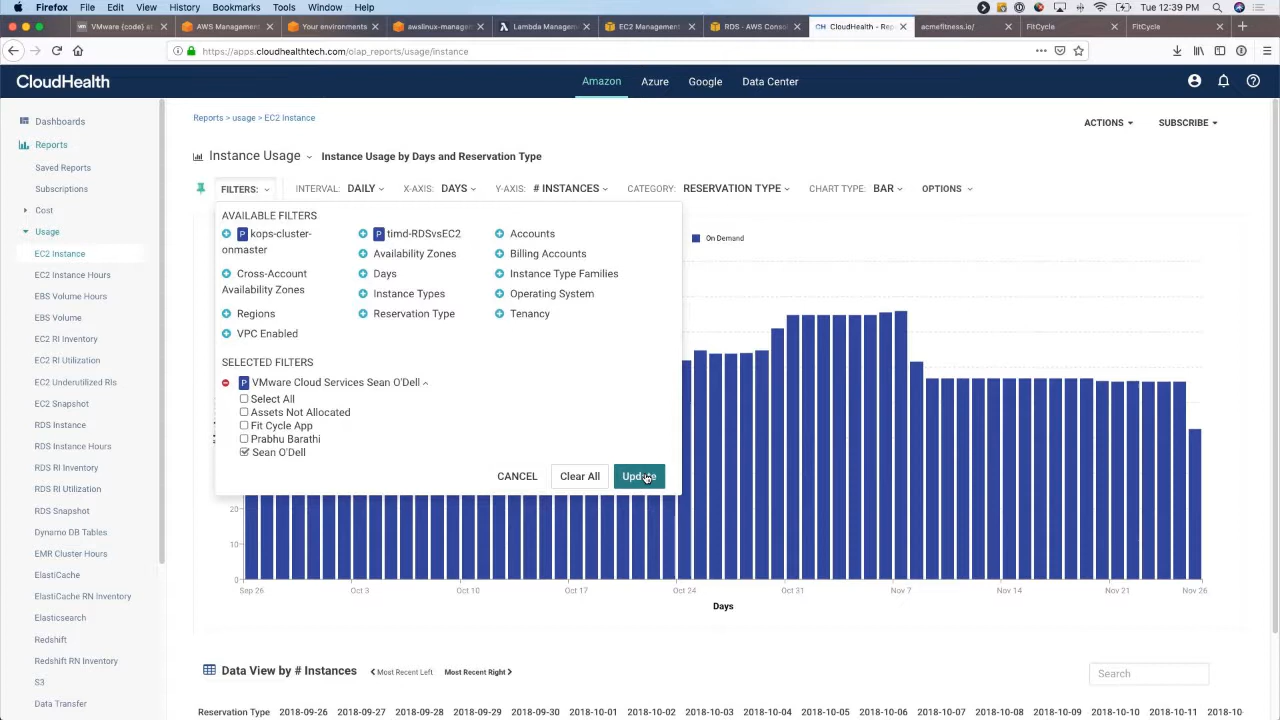 Firefox File Edit View History Bookmarks Tools Window Help Tue 12:39 PM
VMware {code} at AWS Management Your environments awslinux-manage Lambda Managem EC2 Management RDS · AWS Conso CloudHealth - Rep acmefitness.io/ FitCycle FitCycle
https://apps.cloudhealthtech.com/olap_reports/usage/instance
CloudHealth Amazon Azure Google Data Center
Dashboards
Reports
Saved Reports
Subscriptions
Cost
Usage
EC2 Instance
EC2 Instance Hours
EBS Volume Hours
EBS Volume
EC2 RI Inventory
EC2 RI Utilization
EC2 Underutilized RIs
EC2 Snapshot
RDS Instance
RDS Instance Hours
RDS RI Inventory
RDS RI Utilization
RDS Snapshot
Dynamo DB Tables
EMR Cluster Hours
ElastiCache
ElastiCache RN Inventory
Elasticsearch
Redshift
Redshift RN Inventory
S3
Data Transfer
Reports > usage > EC2 Instance
ACTIONS SUBSCRIBE
Instance Usage Instance Usage by Days and Reservation Type
FILTERS: INTERVAL: DAILY X-AXIS: DAYS Y-AXIS: # INSTANCES CATEGORY: RESERVATION TYPE CHART TYPE: BAR OPTIONS
AVAILABLE FILTERS
P kops-cluster-onmaster P timd-RDSvsEC2 Accounts
Availability Zones Billing Accounts
Cross-Account Availability Zones Days Instance Type Families
Instance Types Operating System
Regions Reservation Type Tenancy
VPC Enabled
SELECTED FILTERS
P VMware Cloud Services Sean O'Dell
Select All
Assets Not Allocated
Fit Cycle App
Prabhu Barathi
Sean O'Dell
CANCEL Clear All Update
On Demand
20
10
0
Sep 26 Oct 3 Oct 10 Oct 17 Oct 24 Oct 31 Nov 7 Nov 14 Nov 21 Nov 26
Days
Data View by # Instances Most Recent Left Most Recent Right Search
Reservation Type 2018-09-26 2018-09-27 2018-09-28 2018-09-29 2018-09-30 2018-10-01 2018-10-02 2018-10-03 2018-10-04 2018-10-05 2018-10-06 2018-10-07 2018-10-08 2018-10-09 2018-10-10 2018-10-11 2018-10